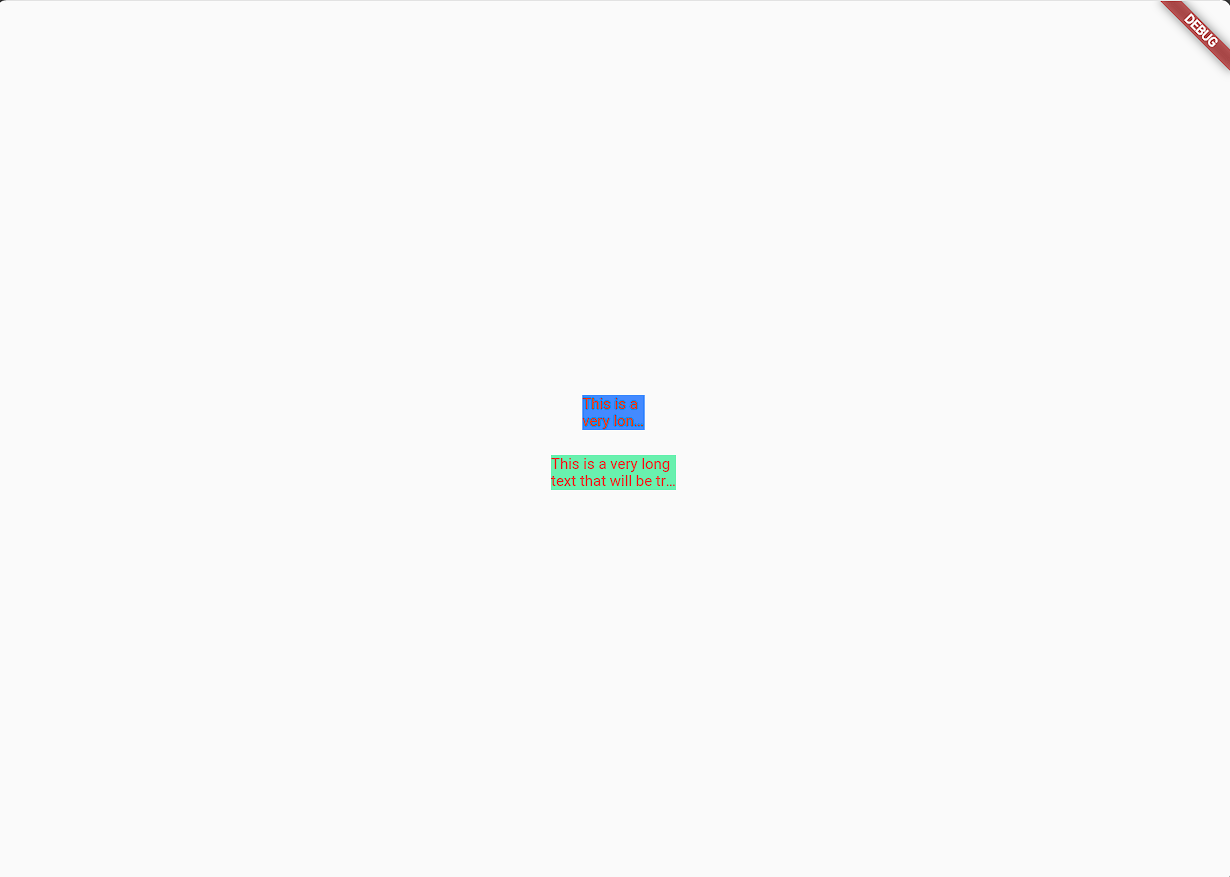 DEBUG
This is a
very lon...
This is a very long
text that will be tr...